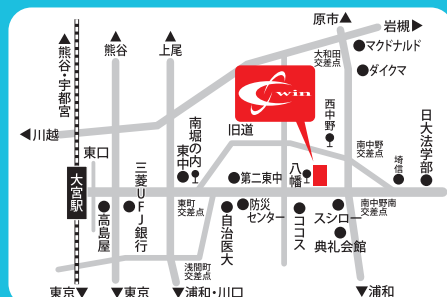 原市▲
岩槻▶
▲熊谷・宇都宮
▲熊谷
▲上尾
大和田交差点
マクドナルド
ダイクマ
win
西中野
◀川越
旧道
南堀の内
東口
東中
第二東中
八幡
南中野交差点
埼信
日大法学部
大宮駅
三菱UFJ銀行
高島屋
東町交差点
自治医大
防災センター
ココス
スシロー
南中野南交差点
典礼会館
浅間町交差点
東京▼
▼東京
▼浦和・川口
▼浦和